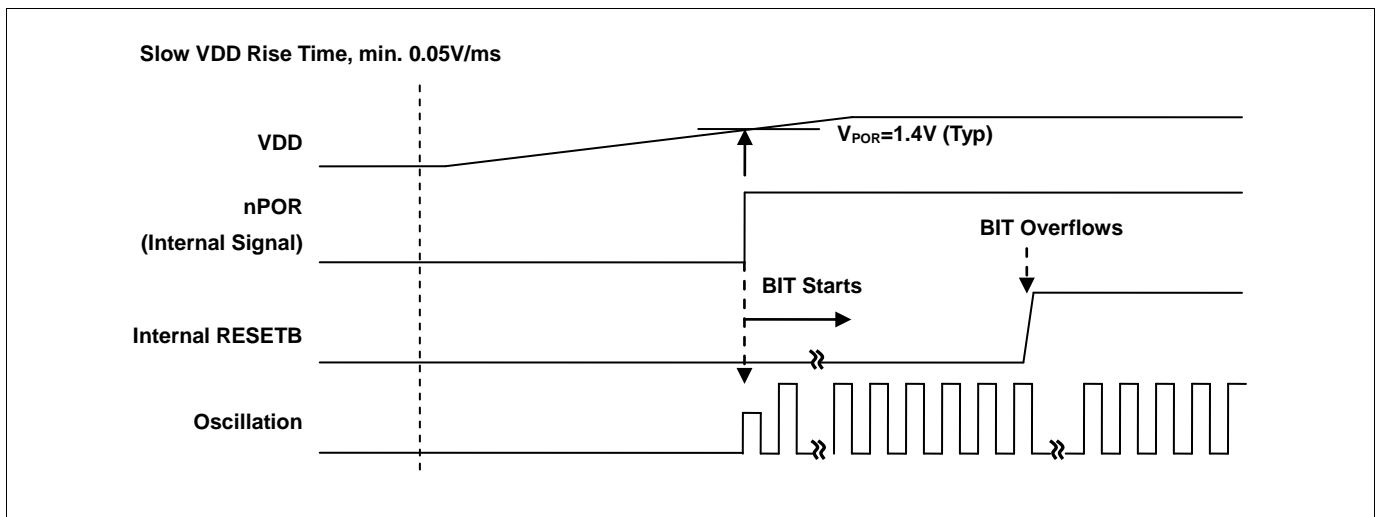 Slow VDD Rise Time, min. 0.05V/ms
VDD
VPOR=1.4V (Typ)
nPOR
(Internal Signal)
BIT Overflows
BIT Starts
Internal RESETB
Oscillation